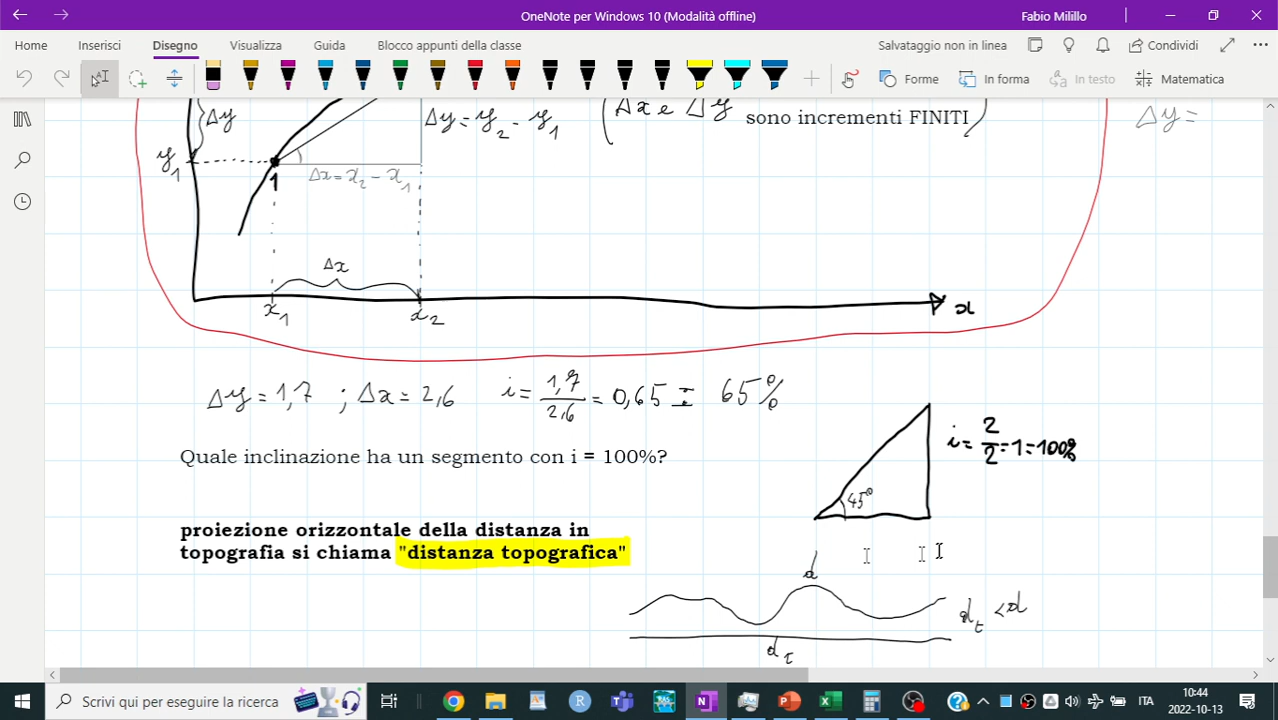 OneNote per Windows 10 (Modalità offline)
Fabio Milillo
Home Inserisci Disegno Visualizza Guida Blocco appunti della classe
Salvataggio non in linea Condividi
Forme In forma In testo Matematica
Δy
Δy = y2 - y1
(Δx e Δy sono incrementi FINITI)
Δy =
y1
1
Δx = x2 - x1
Δx
x1
x2
x
Δy = 1,7 ; Δx = 2,6 i = 1,7/2,6 = 0,65 = 65%
i = 2/2 = 1 = 100%
Quale inclinazione ha un segmento con i = 100%?
45°
proiezione orizzontale della distanza in
topografia si chiama "distanza topografica"
d
dt < d
dt
Scrivi qui per eseguire la ricerca
ITA
10:44
2022-10-13